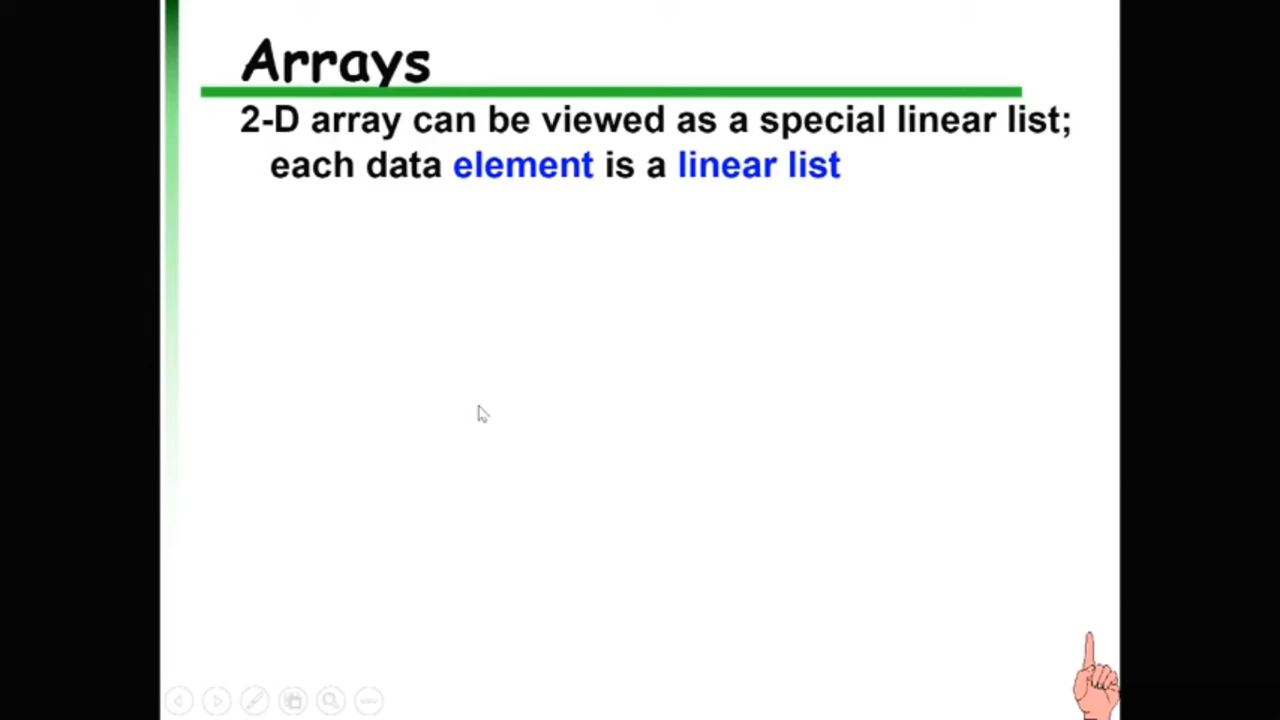 Arrays
2-D array can be viewed as a special linear list;
each data element is a linear list